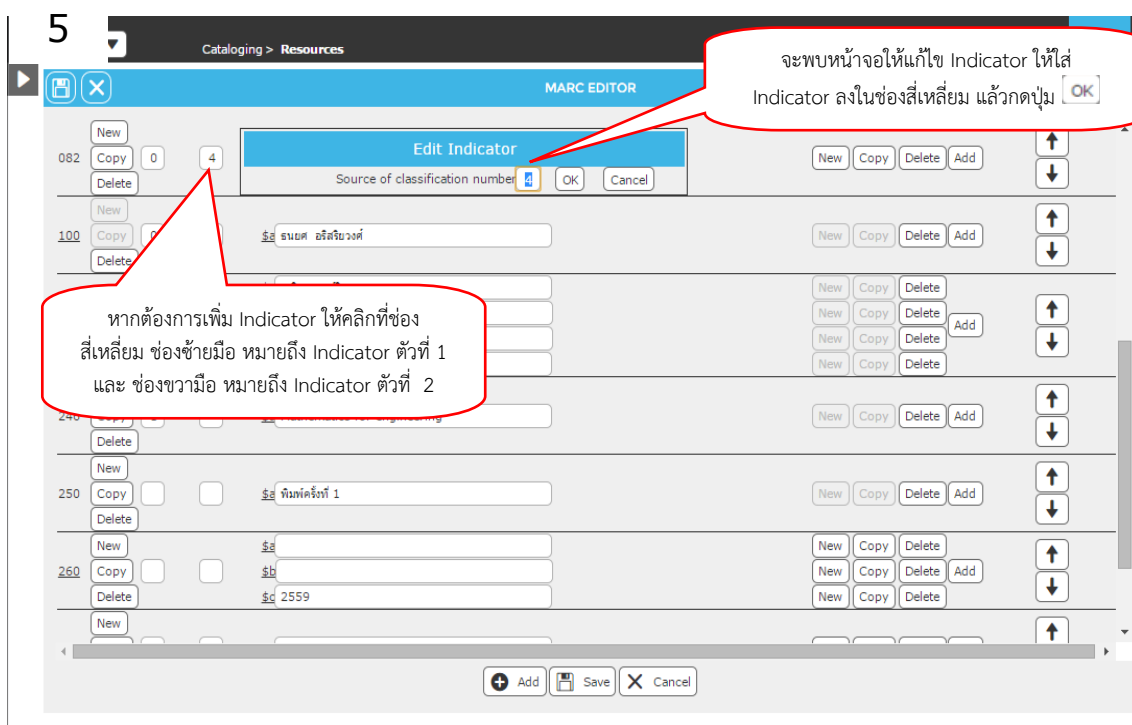 5
Cataloging > Resources
จะพบหน้าจอให้แก้ไข Indicator ให้ใส่
Indicator ลงในช่องสี่เหลี่ยม แล้วกดปุ่ม OK
MARC EDITOR
New
082 Copy 0 4
Delete
Edit Indicator
Source of classification number 4 OK Cancel
New Copy Delete Add
New
100 Copy 0
Delete
$a ธนยศ อริสริยวงศ์
New Copy Delete Add
หากต้องการเพิ่ม Indicator ให้คลิกที่ช่อง
สี่เหลี่ยม ช่องซ้ายมือ หมายถึง Indicator ตัวที่ 1
และ ช่องขวามือ หมายถึง Indicator ตัวที่ 2
New Copy Delete
New Copy Delete
New Copy Delete
New Copy Delete
Add
Delete
New Copy Delete Add
New
250 Copy
Delete
$a พิมพ์ครั้งที่ 1
New Copy Delete Add
New $a New Copy Delete
260 Copy $b New Copy Delete Add
Delete $c 2559 New Copy Delete
New
Add Save Cancel